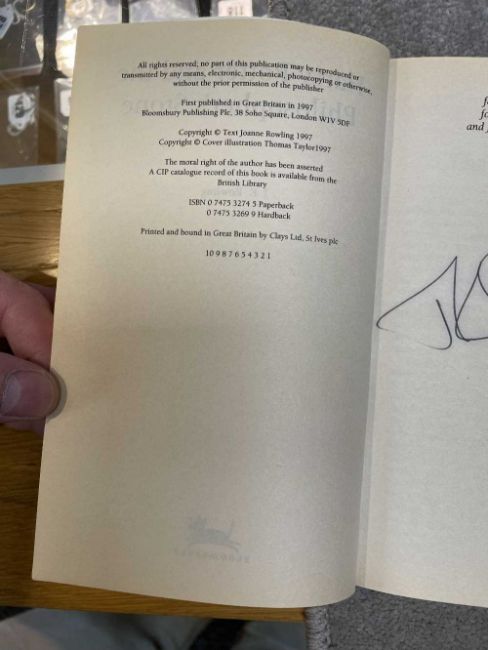 All rights reserved; no part of this publication may be reproduced or
transmitted by any means, electronic, mechanical, photocopying or otherwise,
without the prior permission of the publisher
First published in Great Britain in 1997
Bloomsbury Publishing Plc, 38 Soho Square, London W1V 5DF
Copyright © Text Joanne Rowling 1997
Copyright © Cover illustration Thomas Taylor1997
The moral right of the author has been asserted
A CIP catalogue record of this book is available from the
British Library
ISBN 0 7475 3274 5 Paperback
0 7475 3269 9 Hardback
Printed and bound in Great Britain by Clays Ltd, St Ives plc
10 9 8 7 6 5 4 3 2 1
and